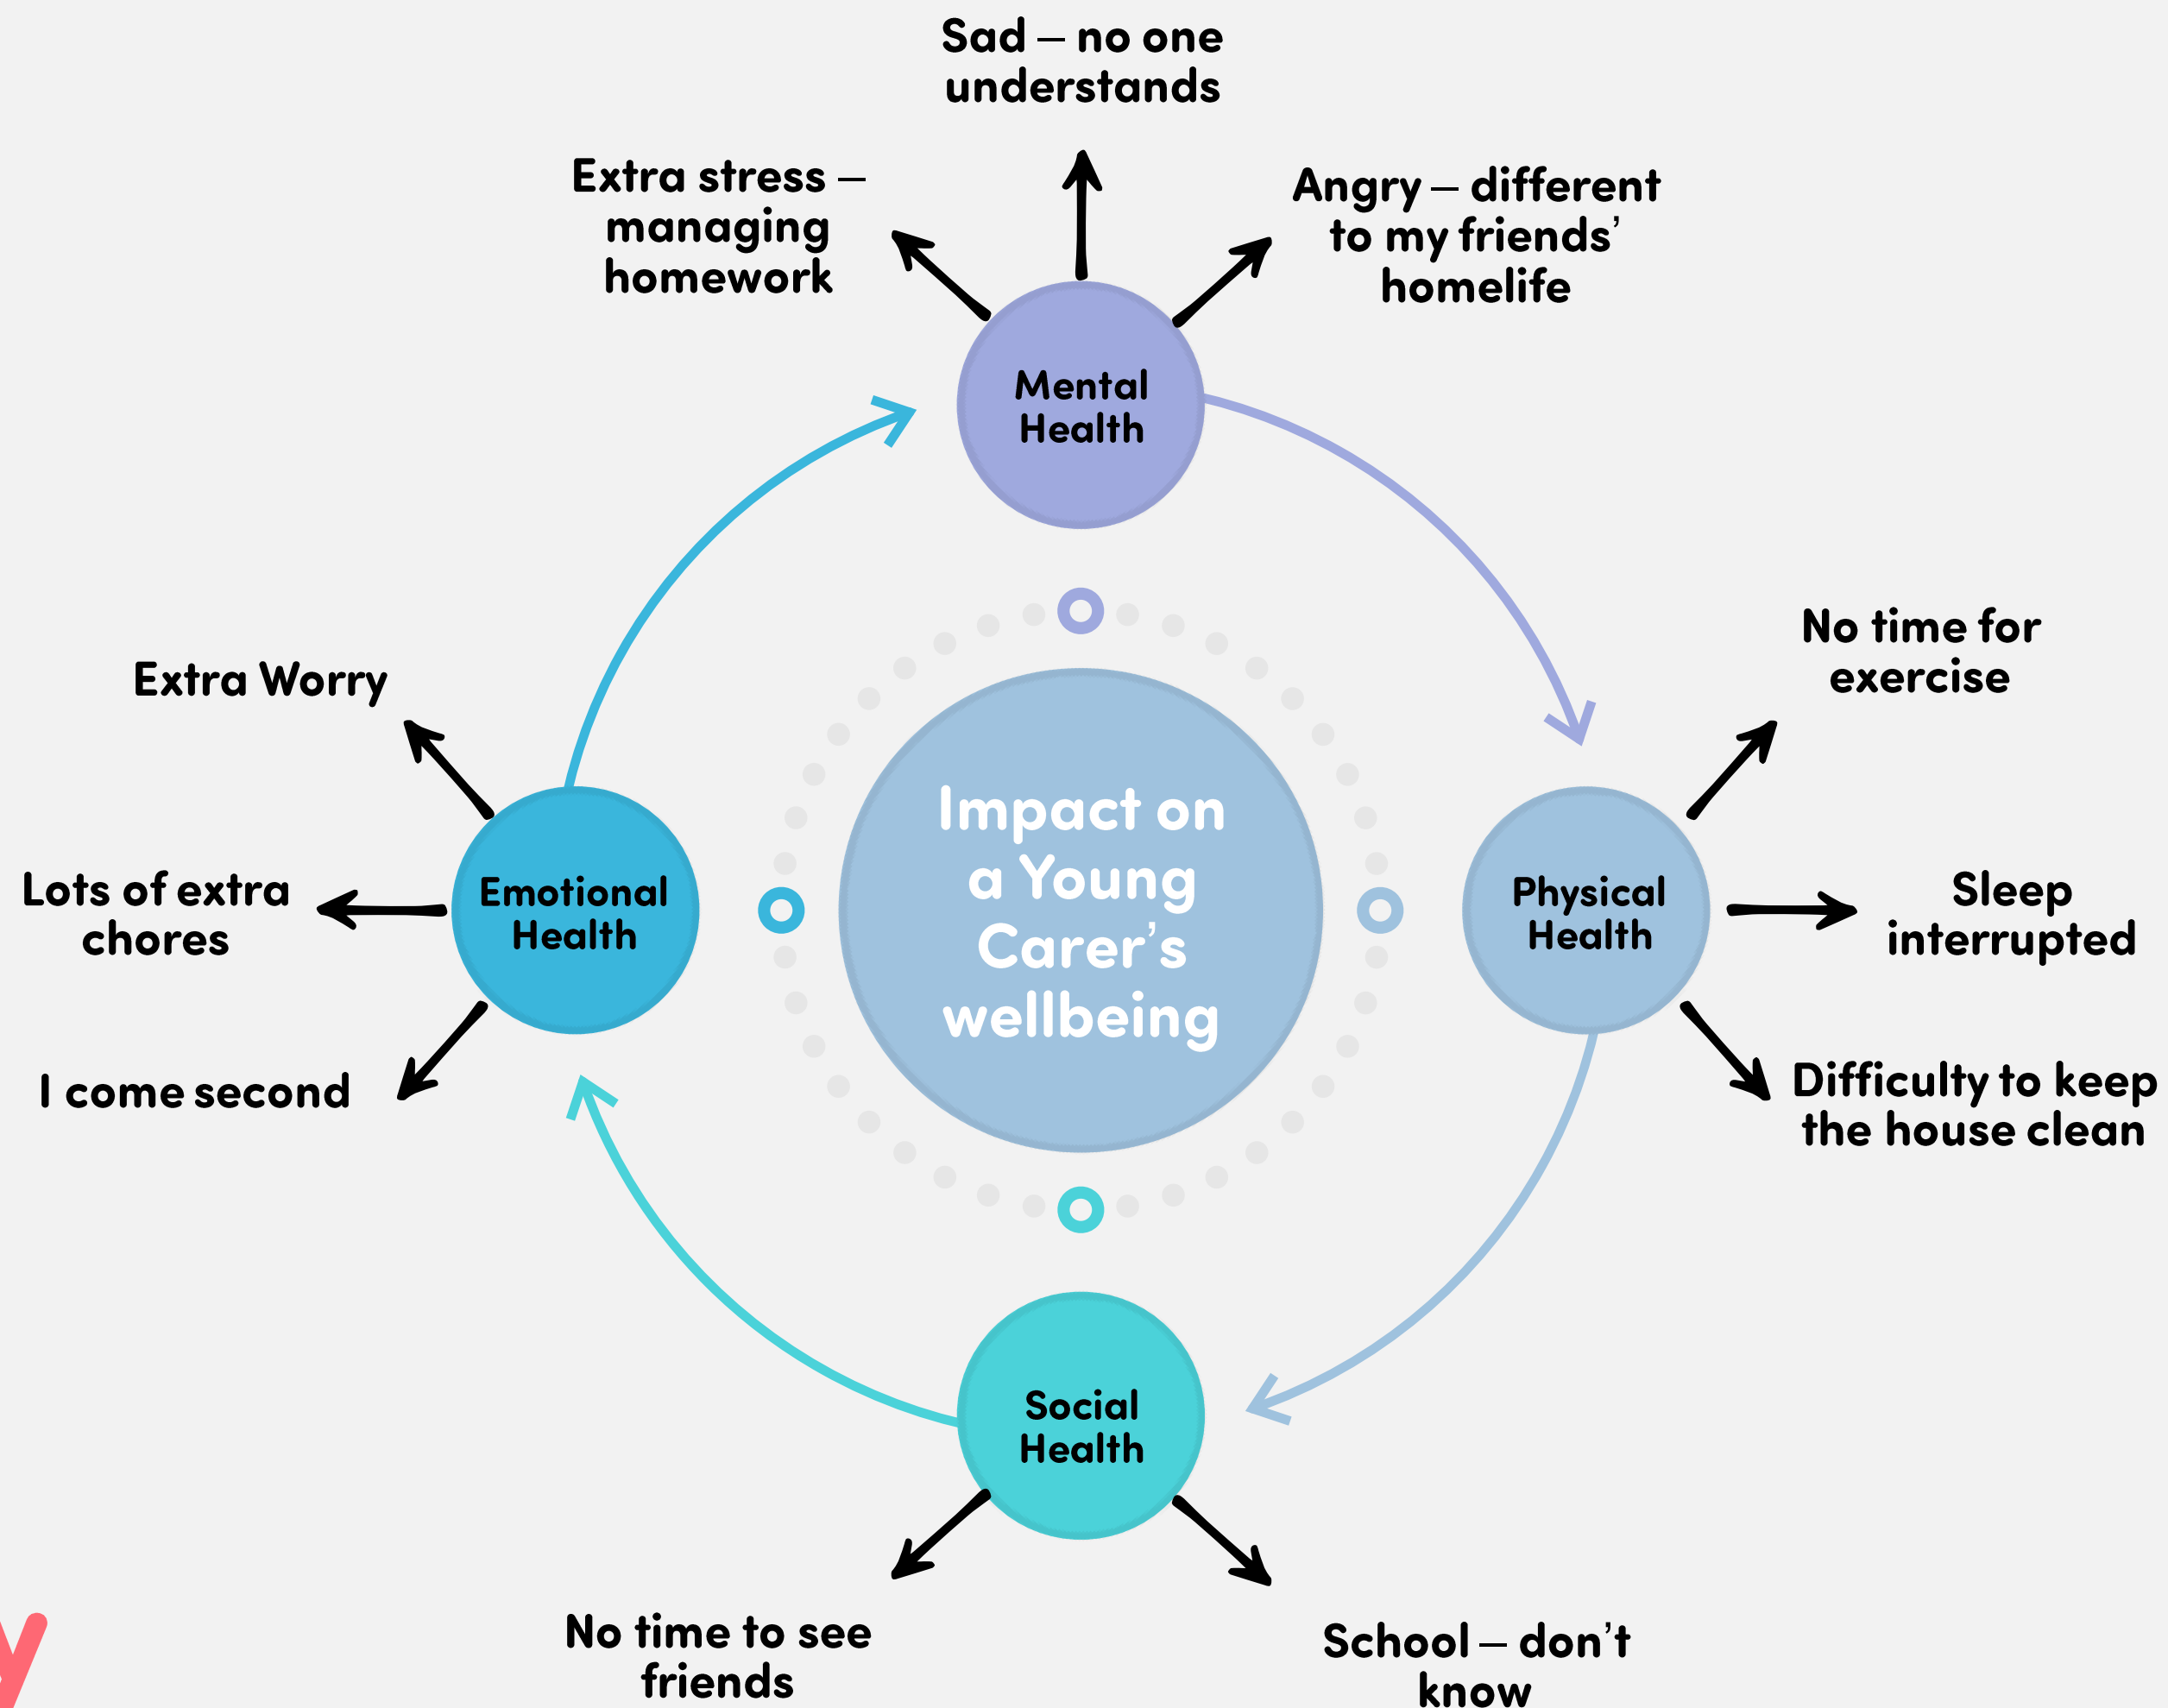 Sad – no one
understands
Extra stress –
managing
homework
Angry – different
to my friends’
homelife
Mental
Health
No time for
exercise
Extra Worry
Impact on
a Young
Carer’s
wellbeing
Emotional
Health
Physical
Health
Lots of extra
chores
Sleep
interrupted
I come second
Difficulty to keep
the house clean
Social
Health
No time to see
friends
School – don’t
know